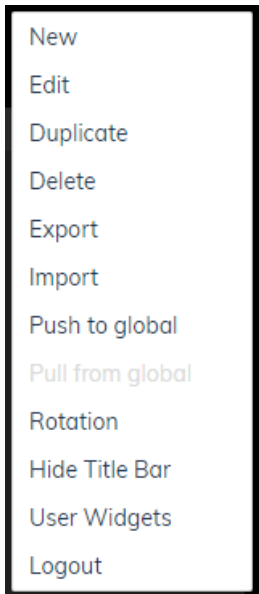 New
Edit
Duplicate
Delete
Export
Import
Push to global
Pull from global
Rotation
Hide Title Bar
User Widgets
Logout